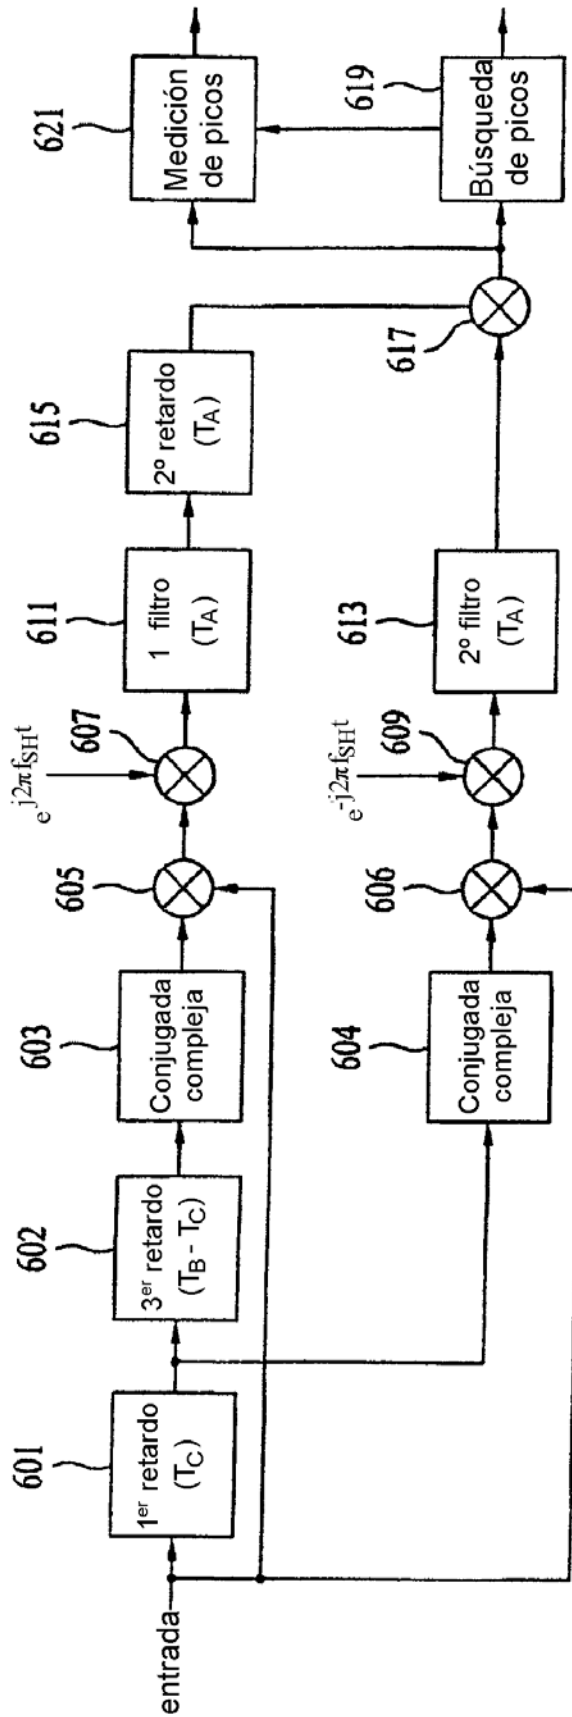 entrada
601
1er retardo
(TC)
602
3er retardo
(TB - TC)
603
Conjugada
compleja
605
607
e^j2πfSHt
611
1 filtro
(TA)
615
2º retardo
(TA)
621
Medición
de picos
604
Conjugada
compleja
606
609
e^-j2πfSHt
613
2º filtro
(TA)
617
619
Búsqueda
de picos